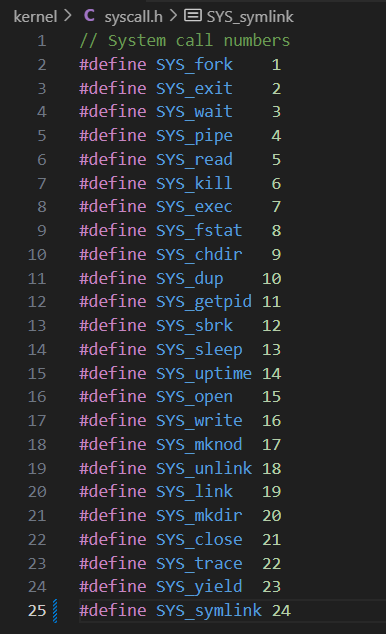 kernel > C syscall.h > SYS_symlink
1 // System call numbers
2 #define SYS_fork    1
3 #define SYS_exit    2
4 #define SYS_wait    3
5 #define SYS_pipe    4
6 #define SYS_read    5
7 #define SYS_kill    6
8 #define SYS_exec    7
9 #define SYS_fstat   8
10 #define SYS_chdir   9
11 #define SYS_dup    10
12 #define SYS_getpid 11
13 #define SYS_sbrk   12
14 #define SYS_sleep  13
15 #define SYS_uptime 14
16 #define SYS_open   15
17 #define SYS_write  16
18 #define SYS_mknod  17
19 #define SYS_unlink 18
20 #define SYS_link   19
21 #define SYS_mkdir  20
22 #define SYS_close  21
23 #define SYS_trace  22
24 #define SYS_yield  23
25 #define SYS_symlink 24